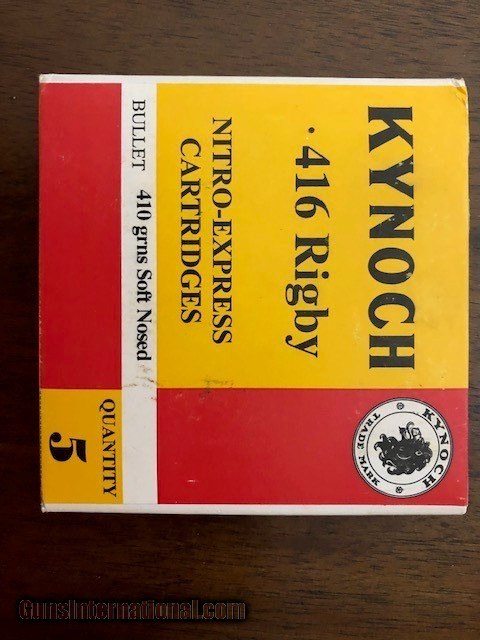 KYNOCH
.416 Rigby
NITRO-EXPRESS
CARTRIDGES
BULLET 410 grns Soft Nosed
QUANTITY
5
KYNOCH
TRADE MARK
GunsInternational.com